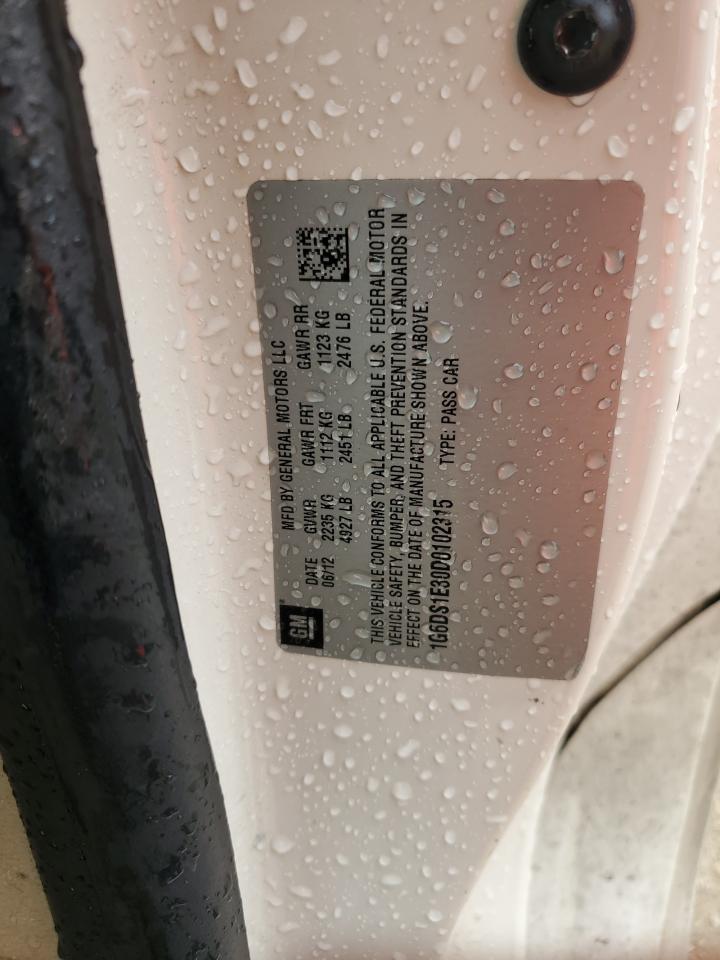 MFD BY GENERAL MOTORS LLC
DATE GVWR GAWR FRT GAWR RR
06/12 2235 KG 1112 KG 1123 KG
4927 LB 2451 LB 2476 LB
GM
THIS VEHICLE CONFORMS TO ALL APPLICABLE U.S. FEDERAL MOTOR
VEHICLE SAFETY, BUMPER, AND THEFT PREVENTION STANDARDS IN
EFFECT ON THE DATE OF MANUFACTURE SHOWN ABOVE.
1G6DS1E30D0102315 TYPE: PASS CAR